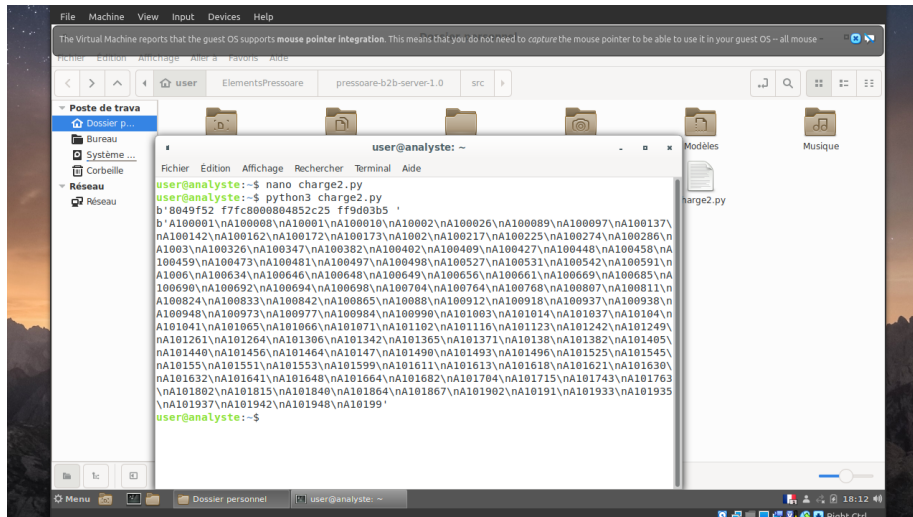 File Machine View Input Devices Help
The Virtual Machine reports that the guest OS supports mouse pointer integration. This means that you do not need to capture the mouse pointer to be able to use it in your guest OS -- all mouse
Fichier Édition Affichage Aller à Favoris Aide
user ElementsPressoare pressoare-b2b-server-1.0 src
Poste de trava
Dossier p...
Bureau
Système ...
Corbeille
Réseau
Réseau
Modèles
Musique
charge2.py
user@analyste: ~
Fichier Édition Affichage Rechercher Terminal Aide
user@analyste:~$ nano charge2.py
user@analyste:~$ python3 charge2.py
b'8049f52 f7fc8000804852c25 ff9d03b5 '
b'A100001\nA100008\nA10001\nA100010\nA10002\nA100026\nA100089\nA100097\nA100137\
nA100142\nA100162\nA100172\nA100173\nA1002\nA100217\nA100225\nA100274\nA100286\n
A1003\nA100326\nA100347\nA100382\nA100402\nA100409\nA100427\nA100448\nA100458\nA
100459\nA100473\nA100481\nA100497\nA100498\nA100527\nA100531\nA100542\nA100591\n
A1006\nA100634\nA100646\nA100648\nA100649\nA100656\nA100661\nA100669\nA100685\nA
100690\nA100692\nA100694\nA100698\nA100704\nA100764\nA100768\nA100807\nA100811\n
A100824\nA100833\nA100842\nA100865\nA10088\nA100912\nA100918\nA100937\nA100938\n
A100948\nA100973\nA100977\nA100984\nA100990\nA101003\nA101014\nA101037\nA10104\n
A101041\nA101065\nA101066\nA101071\nA101102\nA101116\nA101123\nA101242\nA101249\
nA101261\nA101264\nA101306\nA101342\nA101365\nA101371\nA10138\nA101382\nA101405\
nA101440\nA101456\nA101464\nA10147\nA101490\nA101493\nA101496\nA101525\nA101545\
nA10155\nA101551\nA101553\nA101599\nA101611\nA101613\nA101618\nA101621\nA101630\
nA101632\nA101641\nA101648\nA101664\nA101682\nA101704\nA101715\nA101743\nA101763
\nA101802\nA101815\nA101840\nA101864\nA101867\nA101902\nA10191\nA101933\nA101935
\nA101937\nA101942\nA101948\nA10199'
user@analyste:~$
Menu Dossier personnel user@analyste: ~ 18:12
Right Ctrl